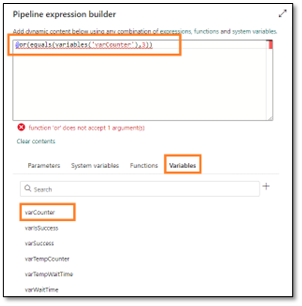 Pipeline expression builder
Add dynamic content below using any combination of expressions, functions and system variables.
@or(equals(variables('varCounter'),3))
function 'or' does not accept 1 argument(s)
Clear contents
Parameters System variables Functions Variables
Search
varCounter
varIsSuccess
varSuccess
varTempCounter
varTempWaitTime
varWaitTime